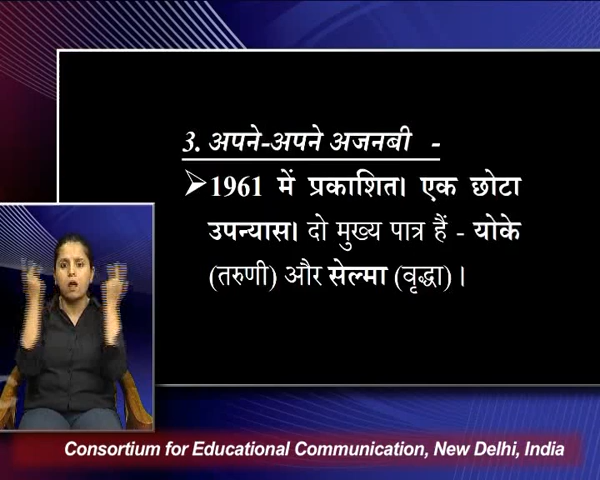 3. अपने-अपने अजनबी -
➢1961 में प्रकाशित। एक छोटा
उपन्यास। दो मुख्य पात्र हैं - योके
(तरुणी) और सेल्मा (वृद्धा)।
Consortium for Educational Communication, New Delhi, India